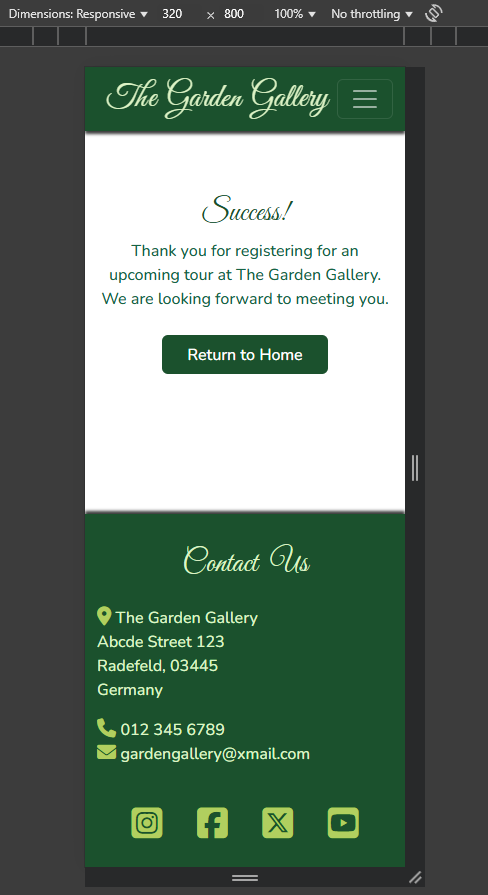 Dimensions: Responsive 320 × 800 100% No throttling
The Garden Gallery
Success!
Thank you for registering for an
upcoming tour at The Garden Gallery.
We are looking forward to meeting you.
Return to Home
Contact Us
The Garden Gallery
Abcde Street 123
Radefeld, 03445
Germany
012 345 6789
gardengallery@xmail.com